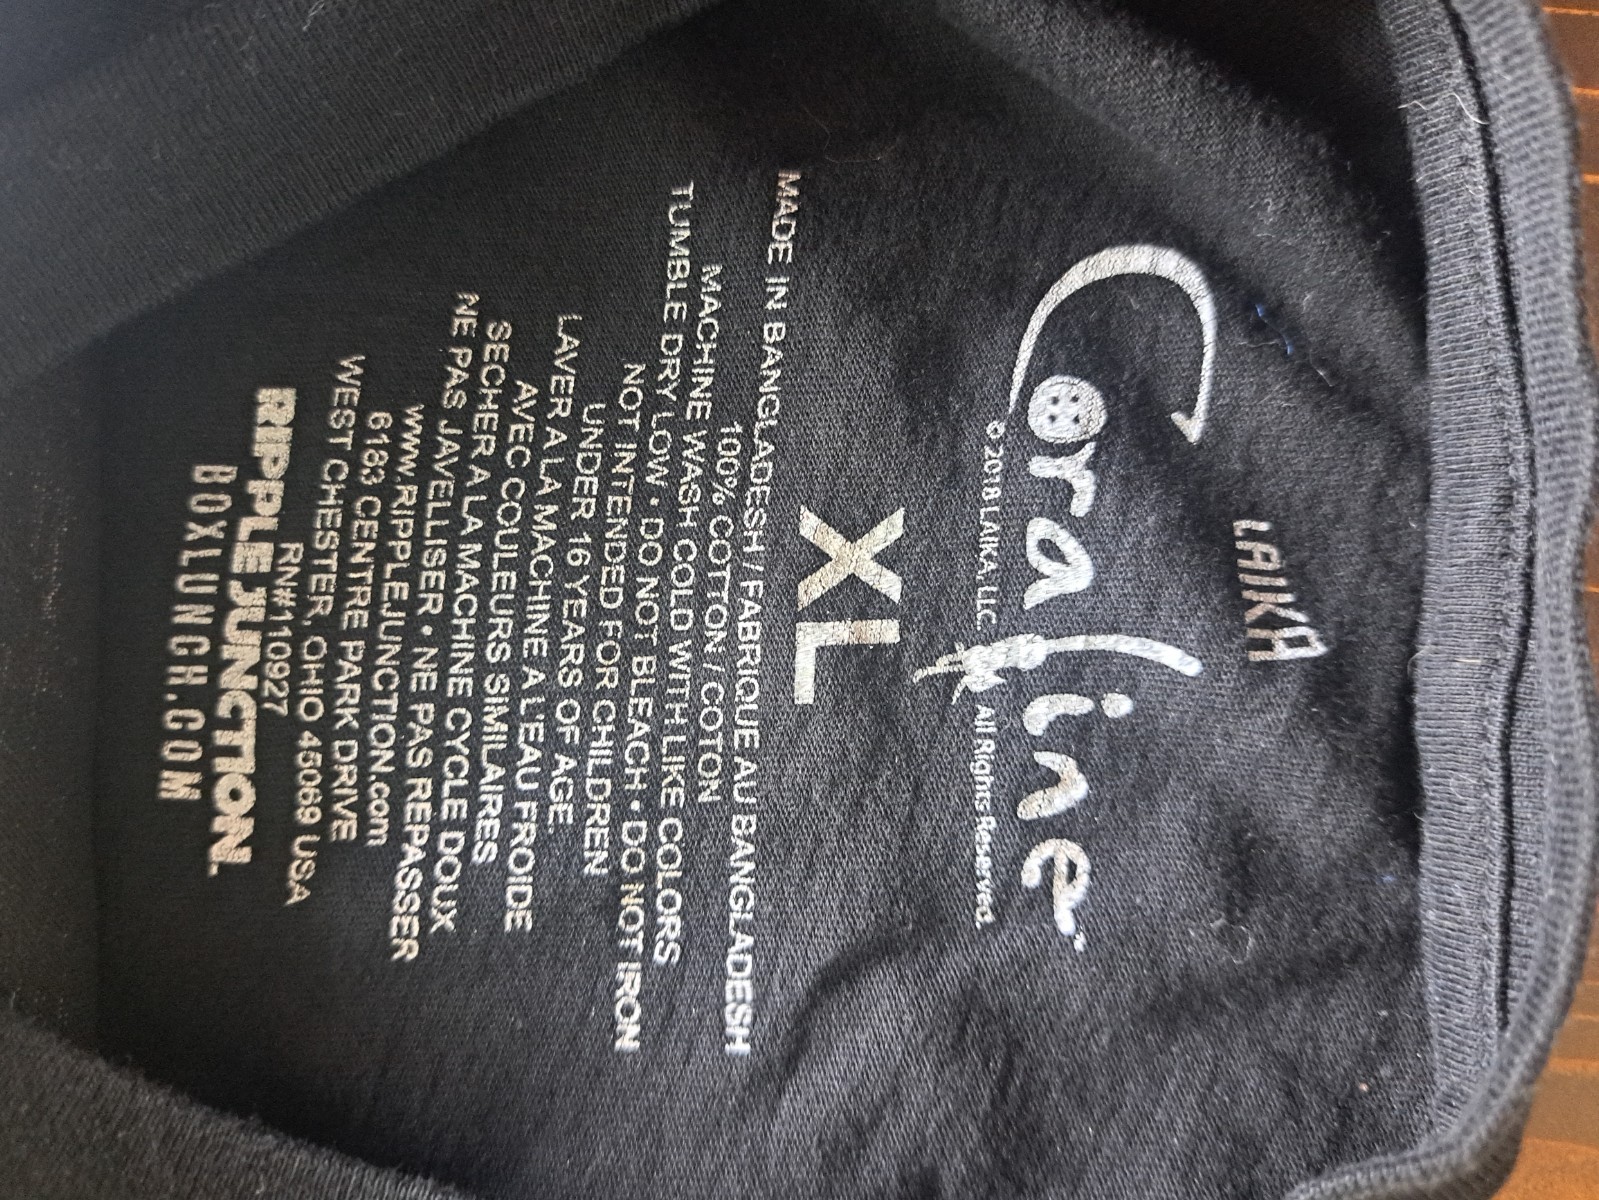 LAIKA
Coraline™
© 2018 LAIKA, LLC. All Rights Reserved.
XL
MADE IN BANGLADESH / FABRIQUE AU BANGLADESH
100% COTTON / COTON
MACHINE WASH COLD WITH LIKE COLORS
TUMBLE DRY LOW • DO NOT BLEACH • DO NOT IRON
NOT INTENDED FOR CHILDREN
UNDER 16 YEARS OF AGE.
LAVER A LA MACHINE A L'EAU FROIDE
AVEC COULEURS SIMILAIRES
SECHER A LA MACHINE CYCLE DOUX
NE PAS JAVELLISER • NE PAS REPASSER
www.RIPPLEJUNCTION.com
6183 CENTRE PARK DRIVE
WEST CHESTER, OHIO 45069 USA
RN#110927
RIPPLE JUNCTION.
BOXLUNCH.COM